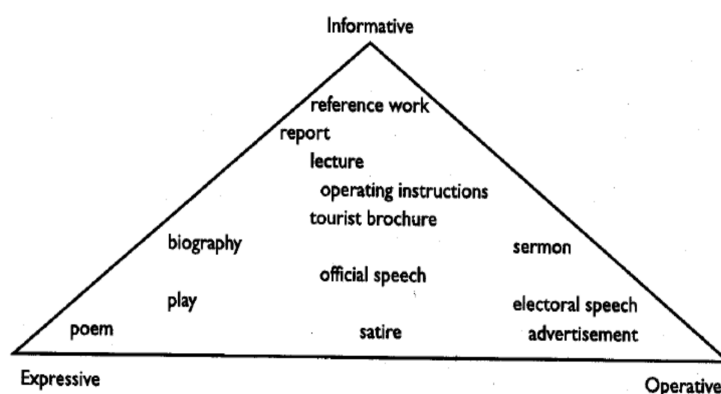 Informative
reference work
report
lecture
operating instructions
tourist brochure
biography
sermon
official speech
play
electoral speech
poem
satire
advertisement
Expressive
Operative